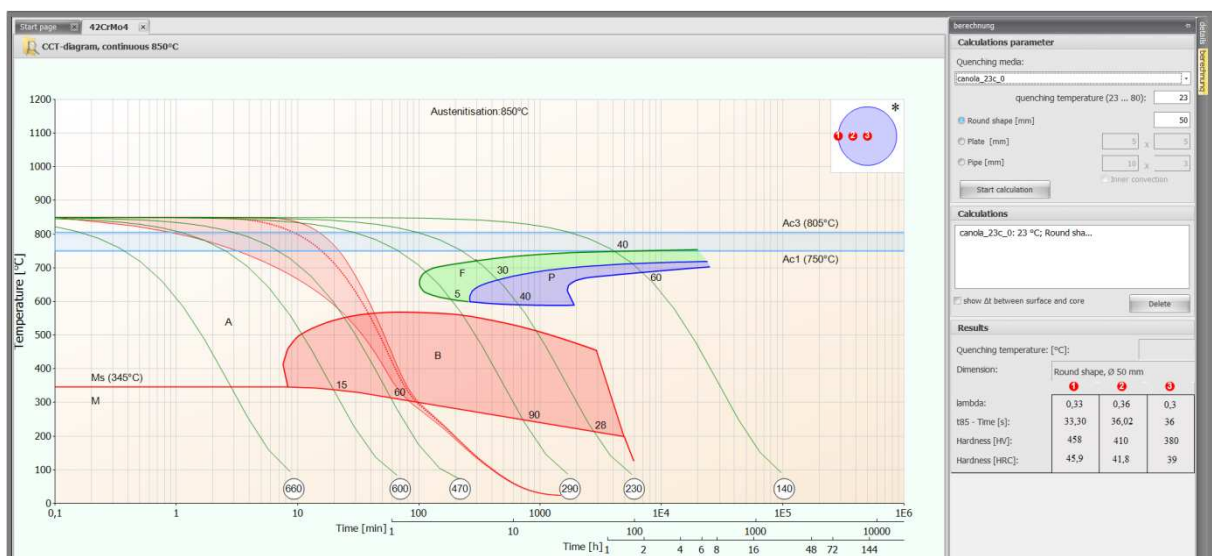 Start page
42CrMo4
CCT-diagram, continuous 850°C
Austenitisation:850°C
*
1 2 3
Temperature [°C]
1200
1100
1000
900
800
700
600
500
400
300
200
100
0
Ac3 (805°C)
Ac1 (750°C)
40
F
30
P
60
5
40
A
B
Ms (345°C)
M
15
60
90
28
660
600
470
290
230
140
0,1 1 10 100 1000 1E4 1E5 1E6
Time [min] 1 10 100 1000 10000
Time [h] 1 2 4 6 8 16 48 72 144
berechnung
details
berechnung
Calculations parameter
Quenching media:
canola_23c_0
quenching temperature (23 ... 80): 23
Round shape [mm] 50
Plate [mm] 5 x 5
Pipe [mm] 16 x 3
Inner convection
Start calculation
Calculations
canola_23c_0: 23 °C; Round sha...
show Δt between surface and core
Delete
Results
Quenching temperature: [°C]:
Dimension: Round shape, Ø 50 mm
1 2 3
lambda: 0,33 0,36 0,3
t85 - Time [s]: 33,30 36,02 36
Hardness [HV]: 458 410 380
Hardness [HRC]: 45,9 41,8 39